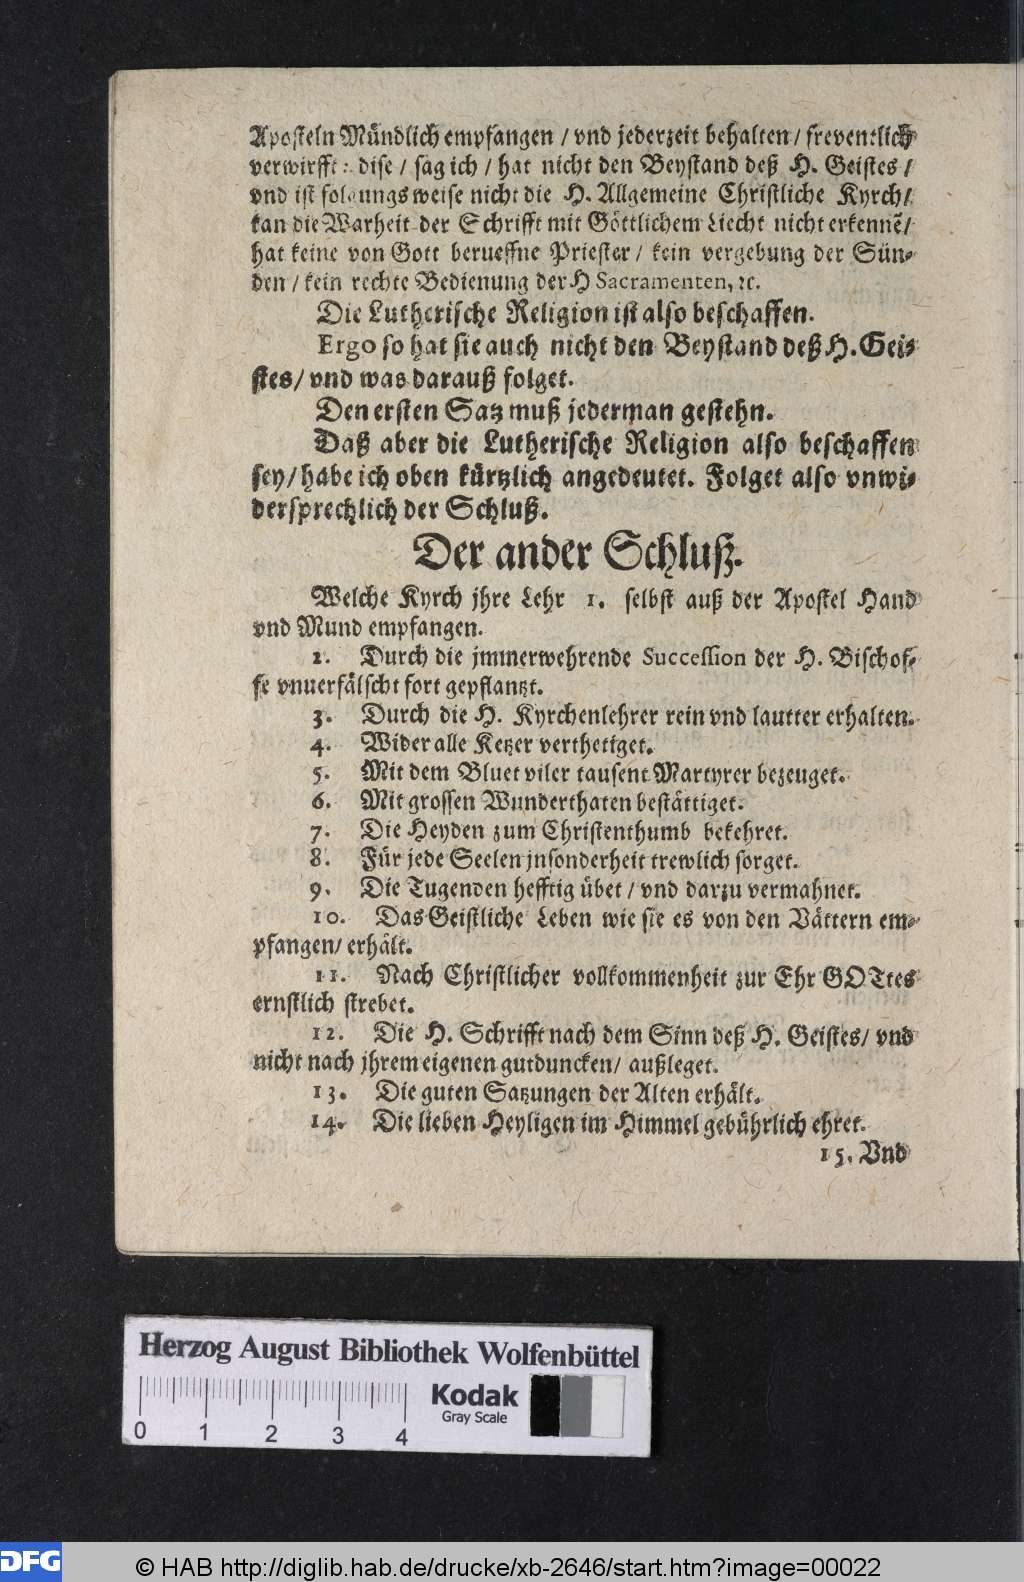 Aposteln Mündlich empfangen / vnd jederzeit behalten / freventlich
verwirfft: dise / sag ich / hat nicht den Beystand deß H. Geistes /
vnd ist folgungsweise nicht die H. Allgemeine Christliche Kyrch /
kan die Warheit der Schrifft mit Göttlichem Liecht nicht erkennē /
hat keine von Gott berueffne Priester / kein vergebung der Sün-
den / kein rechte Bedienung der H Sacramenten, ꝛc.
Die Lutherische Religion ist also beschaffen.
Ergo so hat sie auch nicht den Beystand deß H. Gei-
stes / vnd was darauß folget.
Den ersten Satz muß jederman gestehn.
Daß aber die Lutherische Religion also beschaffen
sey / habe ich oben kürtzlich angedeutet. Folget also vnwi-
dersprechlich der Schluß.
Der ander Schluß.
Welche Kyrch jhre Lehr 1. selbst auß der Apostel Hand
vnd Mund empfangen.
2. Durch die jmmerwehrende Succession der H. Bischof-
fe vnuerfälscht fort gepflantzt.
3. Durch die H. Kyrchenlehrer rein vnd lautter erhalten.
4. Wider alle Ketzer verthetiget.
5. Mit dem Bluet viler tausent Martyrer bezeuget.
6. Mit grossen Wunderthaten bestättiget.
7. Die Heyden zum Christenthumb bekehret.
8. Für jede Seelen jnsonderheit trewlich sorget.
9. Die Tugenden hefftig übet / vnd darzu vermahnet.
10. Das Geistliche Leben wie sie es von den Vättern em-
pfangen / erhält.
11. Nach Christlicher vollkommenheit zur Ehr GOTtes
ernstlich strebet.
12. Die H. Schrifft nach dem Sinn deß H. Geistes / vnd
nicht nach jhrem eigenen gutduncken / außleget.
13. Die guten Satzungen der Alten erhält.
14. Die lieben Heyligen im Himmel gebührlich ehret.
15. Vnd
Herzog August Bibliothek Wolfenbüttel
Kodak
Gray Scale
0 1 2 3 4
DFG
© HAB http://diglib.hab.de/drucke/xb-2646/start.htm?image=00022